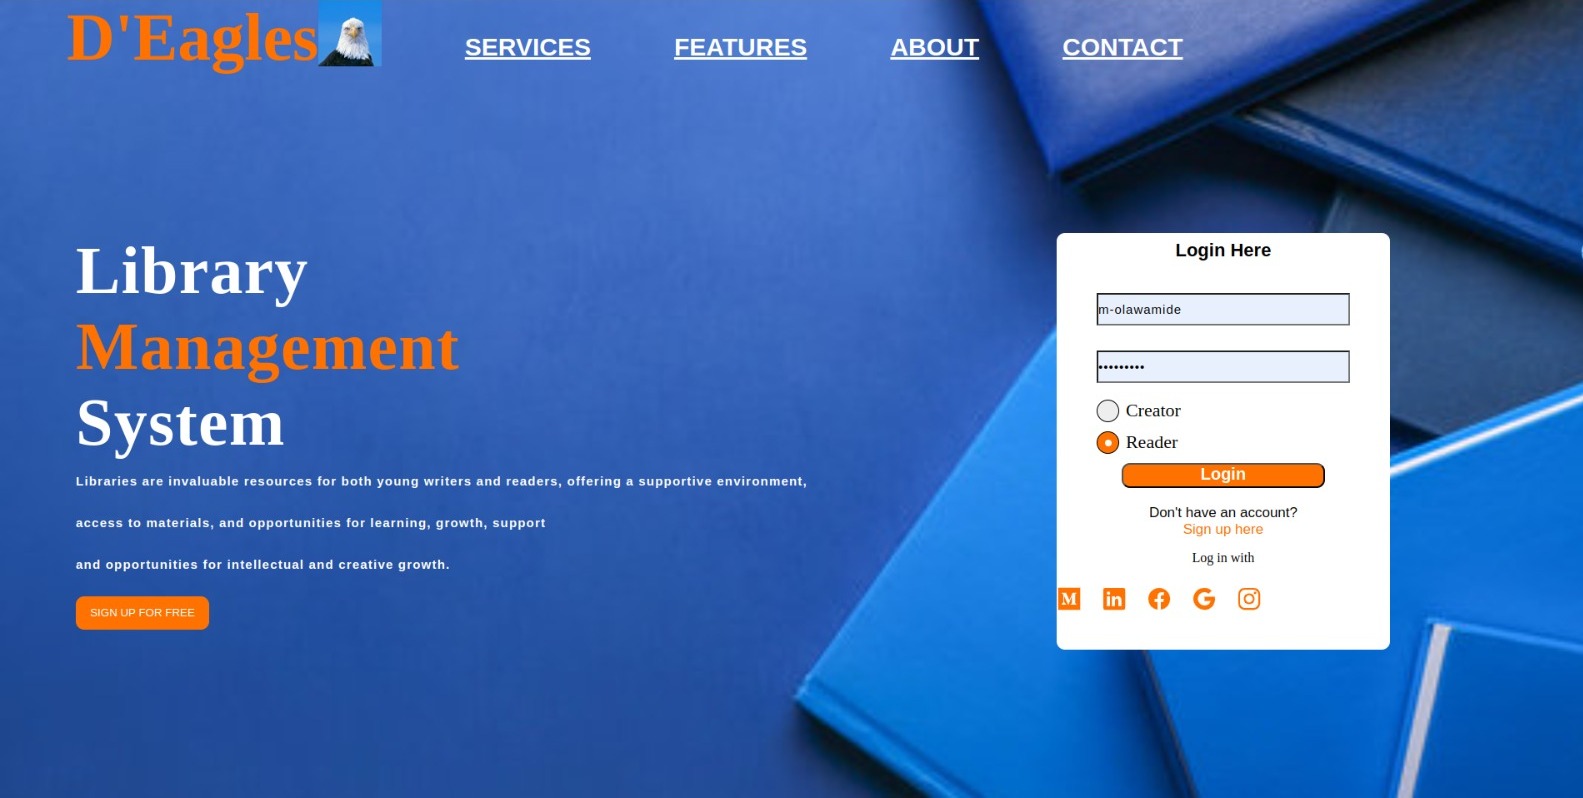 D'Eagles
SERVICES FEATURES ABOUT CONTACT
Library
Management
System
Libraries are invaluable resources for both young writers and readers, offering a supportive environment,
access to materials, and opportunities for learning, growth, support
and opportunities for intellectual and creative growth.
SIGN UP FOR FREE
Login Here
m-olawamide
•••••••••
Creator
Reader
Login
Don't have an account?
Sign up here
Log in with